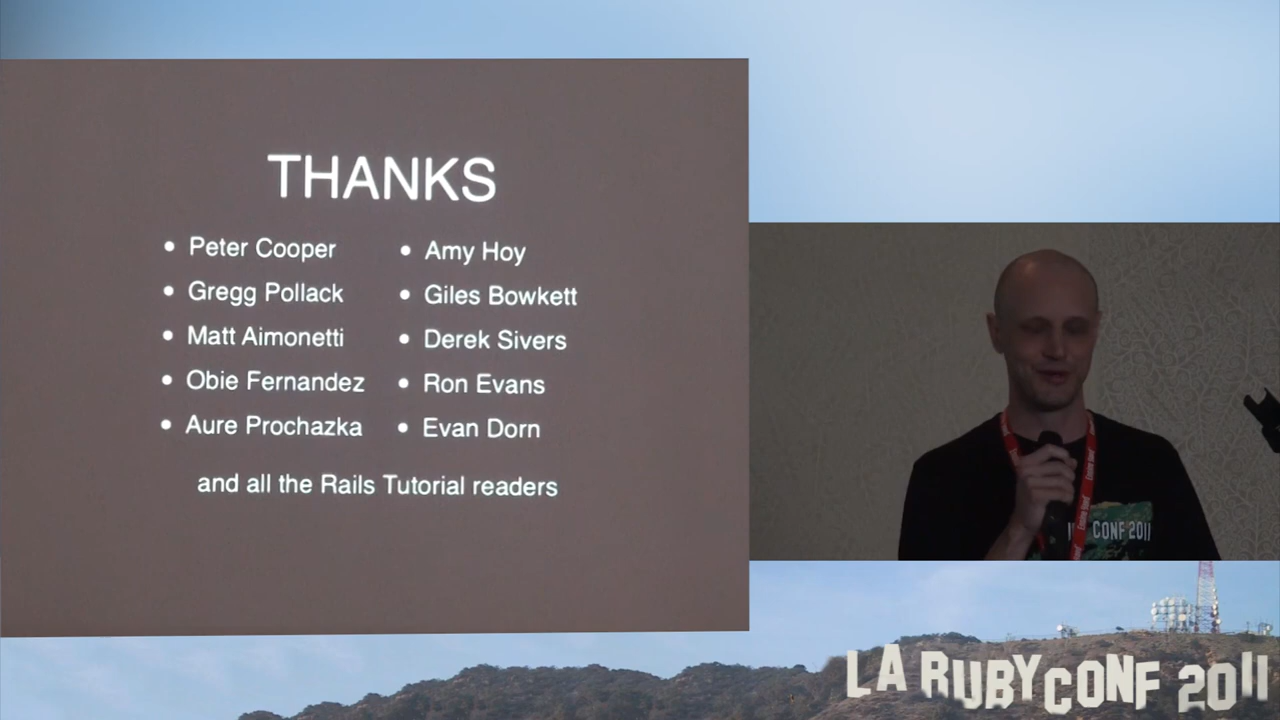 THANKS
• Peter Cooper
• Gregg Pollack
• Matt Aimonetti
• Obie Fernandez
• Aure Prochazka
• Amy Hoy
• Giles Bowkett
• Derek Sivers
• Ron Evans
• Evan Dorn
and all the Rails Tutorial readers
CONF 2011
LA RUBYCONF 2011